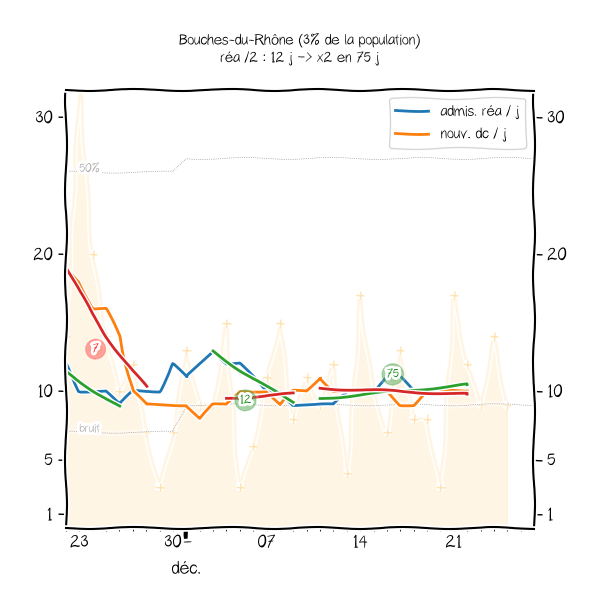 Bouches-du-Rhône (3% de la population)
réa /2 : 12 j -> x2 en 75 j
admis. réa / j
nouv. dc / j
30 30
50%
20 20
7
75
12
10 10
bruit
5 5
1 1
23 30 07 14 21
déc.